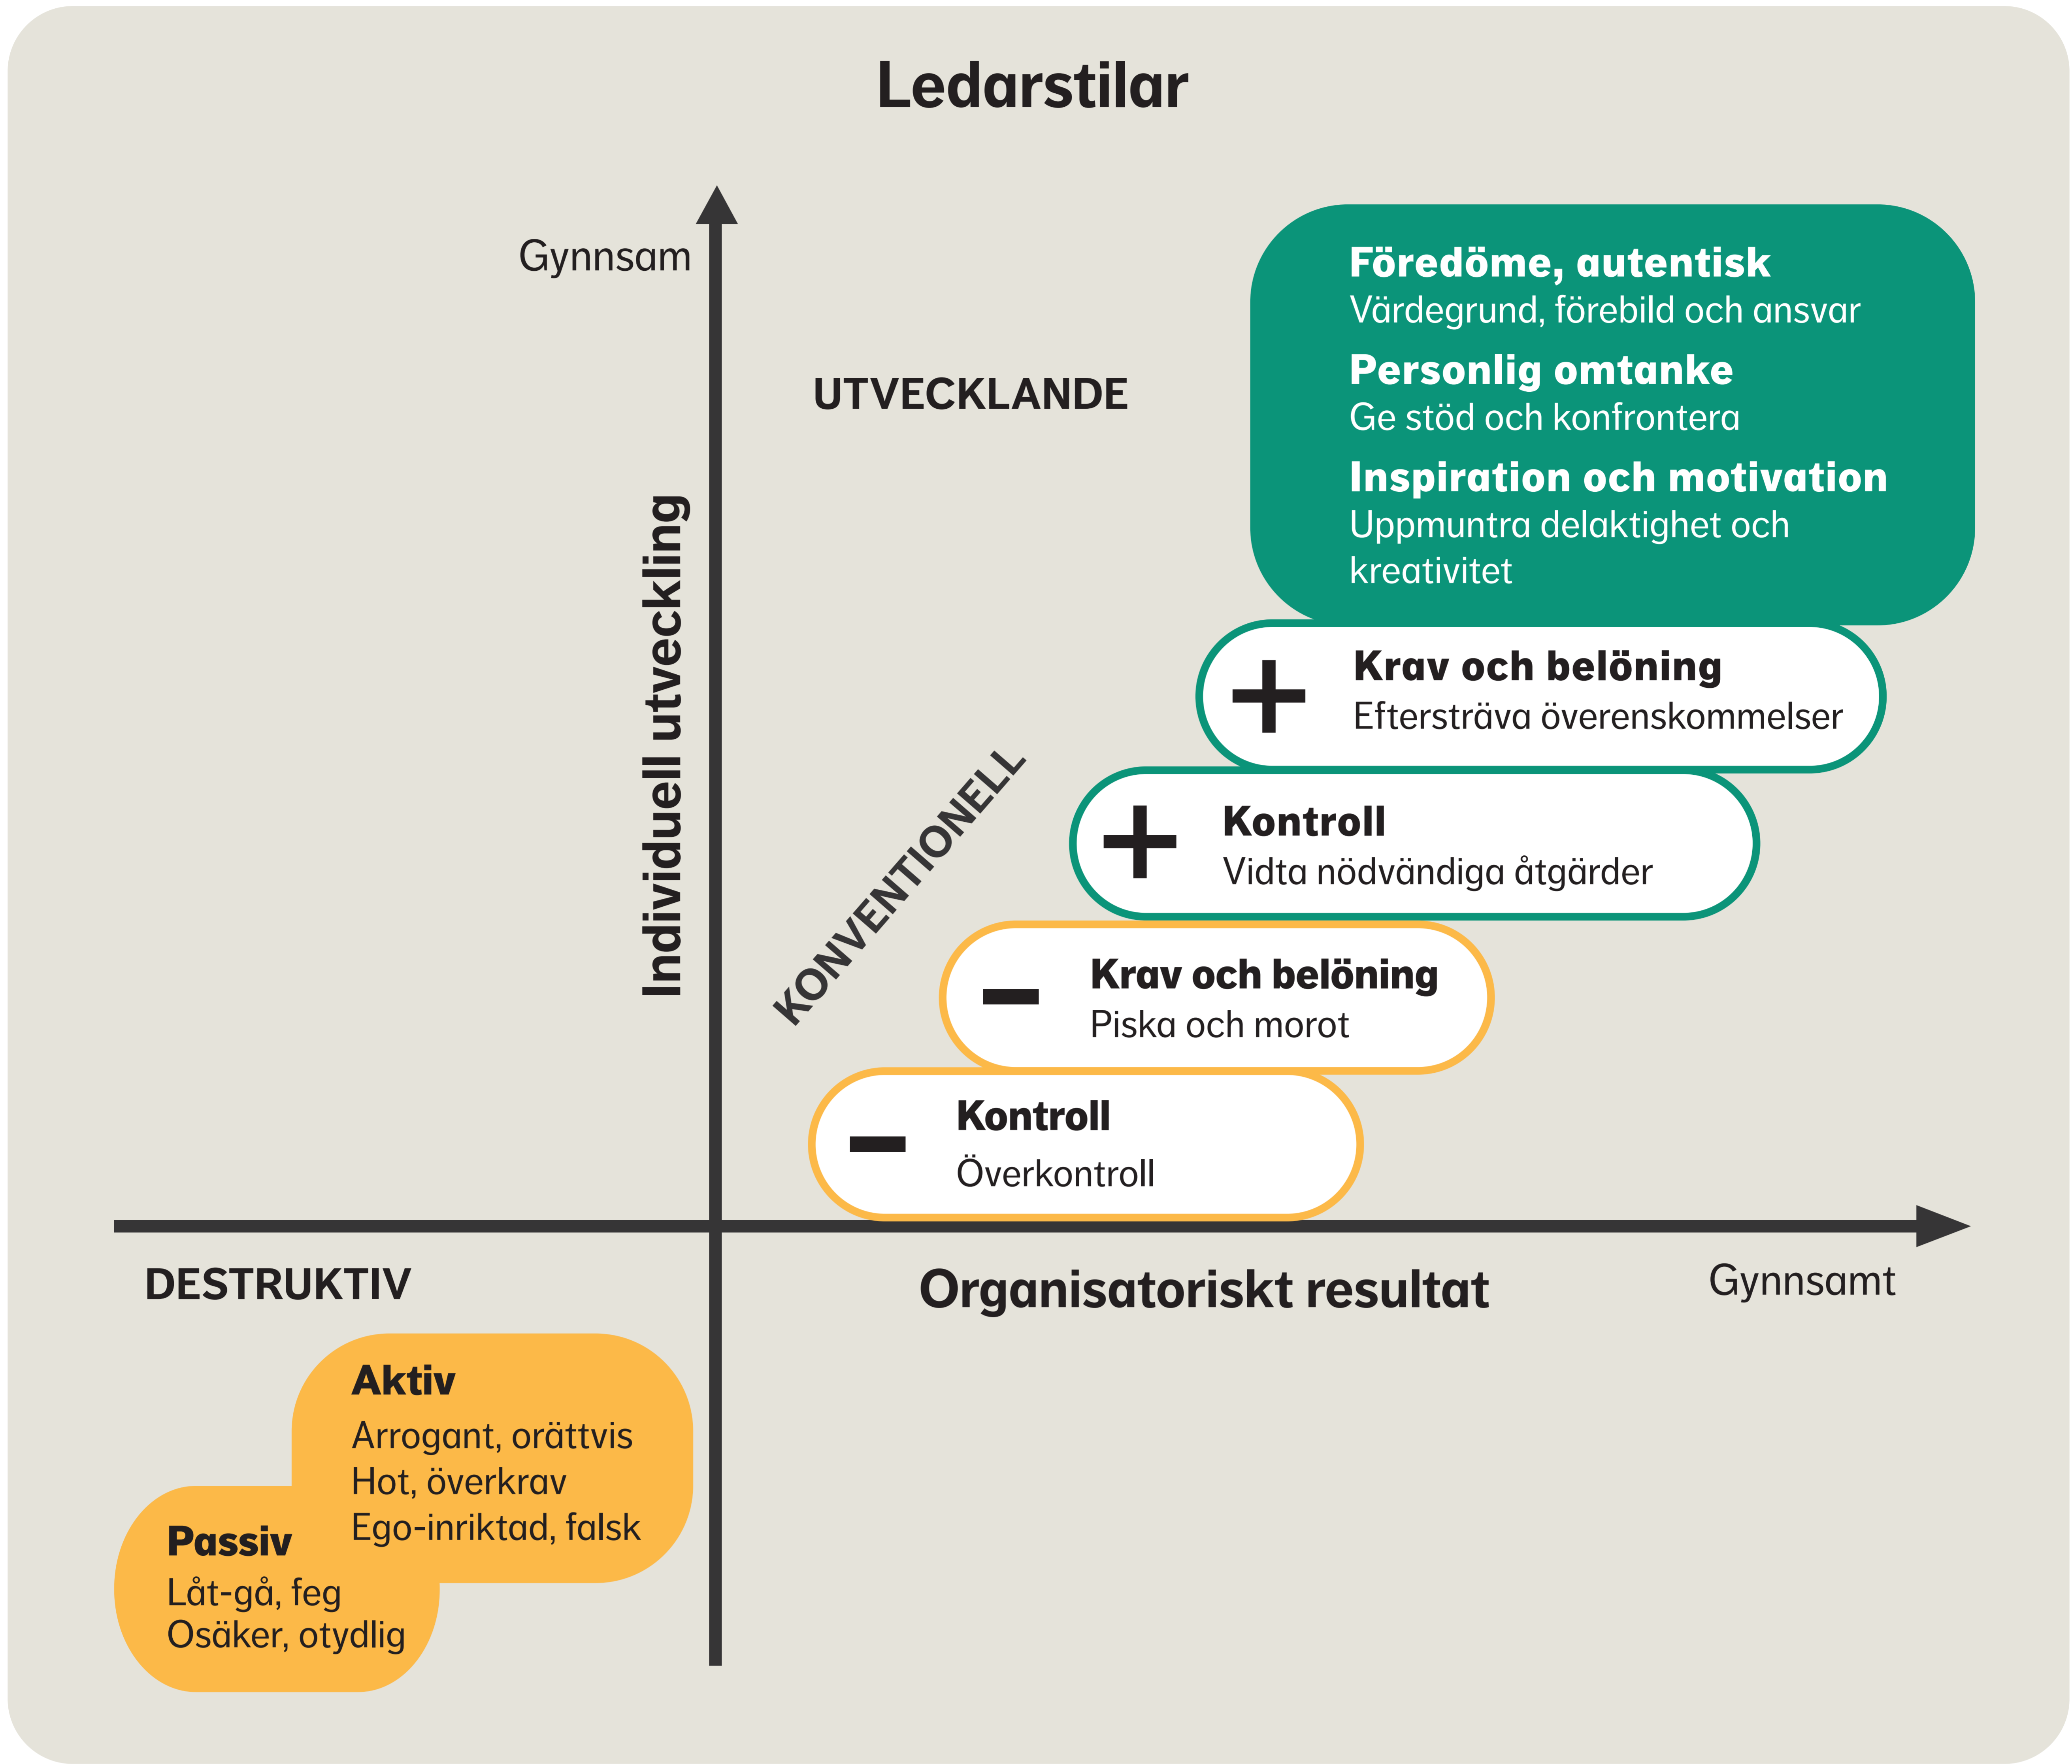 Ledarstilar
Gynnsam
UTVECKLANDE
Individuell utveckling
KONVENTIONELL
Föredöme, autentisk
Värdegrund, förebild och ansvar
Personlig omtanke
Ge stöd och konfrontera
Inspiration och motivation
Uppmuntra delaktighet och
kreativitet
+ Krav och belöning
Eftersträva överenskommelser
+ Kontroll
Vidta nödvändiga åtgärder
− Krav och belöning
Piska och morot
− Kontroll
Överkontroll
DESTRUKTIV
Organisatoriskt resultat
Gynnsamt
Aktiv
Arrogant, orättvis
Hot, överkrav
Ego-inriktad, falsk
Passiv
Låt-gå, feg
Osäker, otydlig